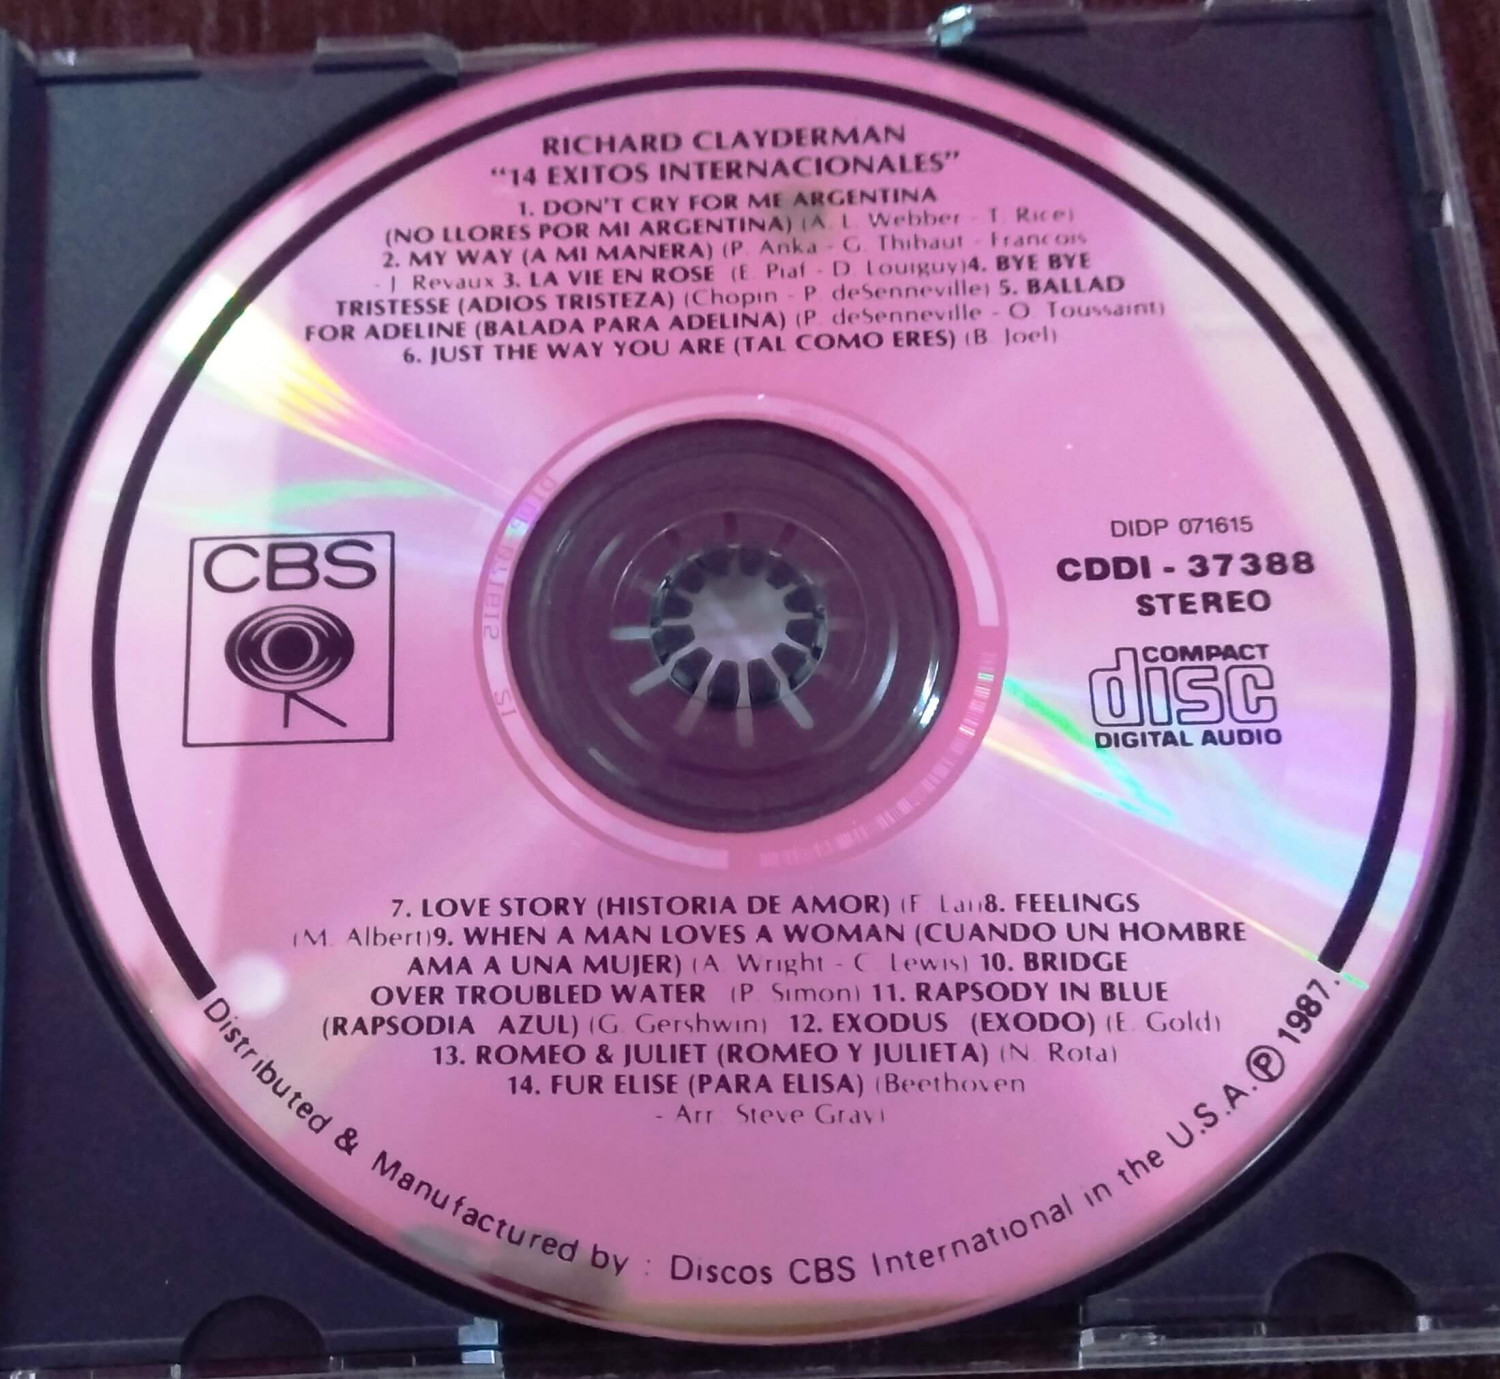 RICHARD CLAYDERMAN
"14 EXITOS INTERNACIONALES"
1. DON'T CRY FOR ME ARGENTINA
(NO LLORES POR MI ARGENTINA) (A. L. Webber - T. Rice)
2. MY WAY (A MI MANERA) (P. Anka - G. Thibaut - Francois
- J. Revaux 3. LA VIE EN ROSE (E. Piaf - D. Louiguy) 4. BYE BYE
TRISTESSE (ADIOS TRISTEZA) (Chopin - P. deSenneville) 5. BALLAD
FOR ADELINE (BALADA PARA ADELINA) (P. deSenneville - O. Toussaint)
6. JUST THE WAY YOU ARE (TAL COMO ERES) (B. Joel)
CBS
DIDP 071615
CDDI - 37388
STEREO
COMPACT
disc
DIGITAL AUDIO
7. LOVE STORY (HISTORIA DE AMOR) (F. Lai) 8. FEELINGS
(M. Albert) 9. WHEN A MAN LOVES A WOMAN (CUANDO UN HOMBRE
AMA A UNA MUJER) (A. Wright - C. Lewis) 10. BRIDGE
OVER TROUBLED WATER (P. Simon) 11. RAPSODY IN BLUE
(RAPSODIA AZUL) (G. Gershwin) 12. EXODUS (EXODO) (E. Gold)
13. ROMEO & JULIET (ROMEO Y JULIETA) (N. Rota)
14. FUR ELISE (PARA ELISA) (Beethoven
- Arr. Steve Gray)
Distributed & Manufactured by : Discos CBS International in the U.S.A. ℗ 1987.